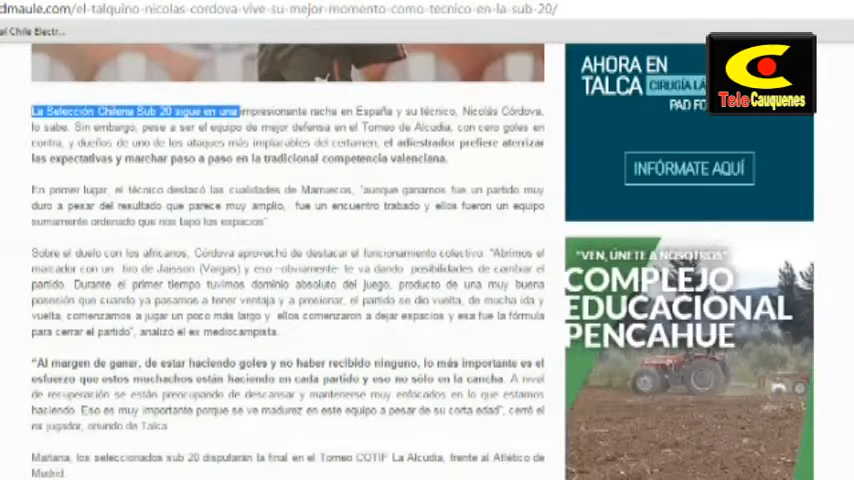 dmaule.com/el-talquino-nicolas-cordova-vive-su-mejor-momento-como-tecnico-en-la-sub-20/
al Chile Electr...
La Selección Chilena Sub 20 sigue en una impresionante racha en España y su técnico, Nicolás Córdova,
lo sabe. Sin embargo, pese a ser el equipo de mejor defensa en el Torneo de Alcudia, con cero goles en
contra, y dueños de uno de los ataques más implacables del certamen, el adiestrador prefiere aterrizar
las expectativas y marchar paso a paso en la tradicional competencia valenciana.
En primer lugar, el técnico destacó las cualidades de Marruecos, "aunque ganamos fue un partido muy
duro a pesar del resultado que parece muy amplio, fue un encuentro trabado y ellos fueron un equipo
sumamente ordenado que nos tapó los espacios"
Sobre el duelo con los africanos, Córdova aprovechó de destacar el funcionamiento colectivo. "Abrimos el
marcador con un tiro de Jairson (Vargas) y eso –obviamente- te va dando posibilidades de cambiar el
partido. Durante el primer tiempo tuvimos dominio absoluto del juego, producto de una muy buena
posesión que cuando ya pasamos a tener ventaja y a presionar, el partido se dio vuelta, de mucha ida y
vuelta, comenzamos a jugar un poco más largo y ellos comenzaron a dejar espacios y esa fue la fórmula
para cerrar el partido", analizó el ex mediocampista.
"Al margen de ganar, de estar haciendo goles y no haber recibido ninguno, lo más importante es el
esfuerzo que estos muchachos están haciendo en cada partido y eso no sólo en la cancha. A nivel
de recuperación se están preocupando de descansar y mantenerse muy enfocados en lo que estamos
haciendo. Eso es muy importante porque se ve madurez en este equipo a pesar de su corta edad", cerró el
ex jugador, oriundo de Talca.
Mañana, los seleccionados sub 20 disputarán la final en el Torneo COTIF La Alcudia, frente al Atlético de
Madrid.
AHORA EN
TALCA CIRUGÍA LÁ
PAD FO
INFÓRMATE AQUÍ
TeleCauquenes
"VEN, ÚNETE A NOSOTROS"
COMPLEJO
EDUCACIONAL
PENCAHUE